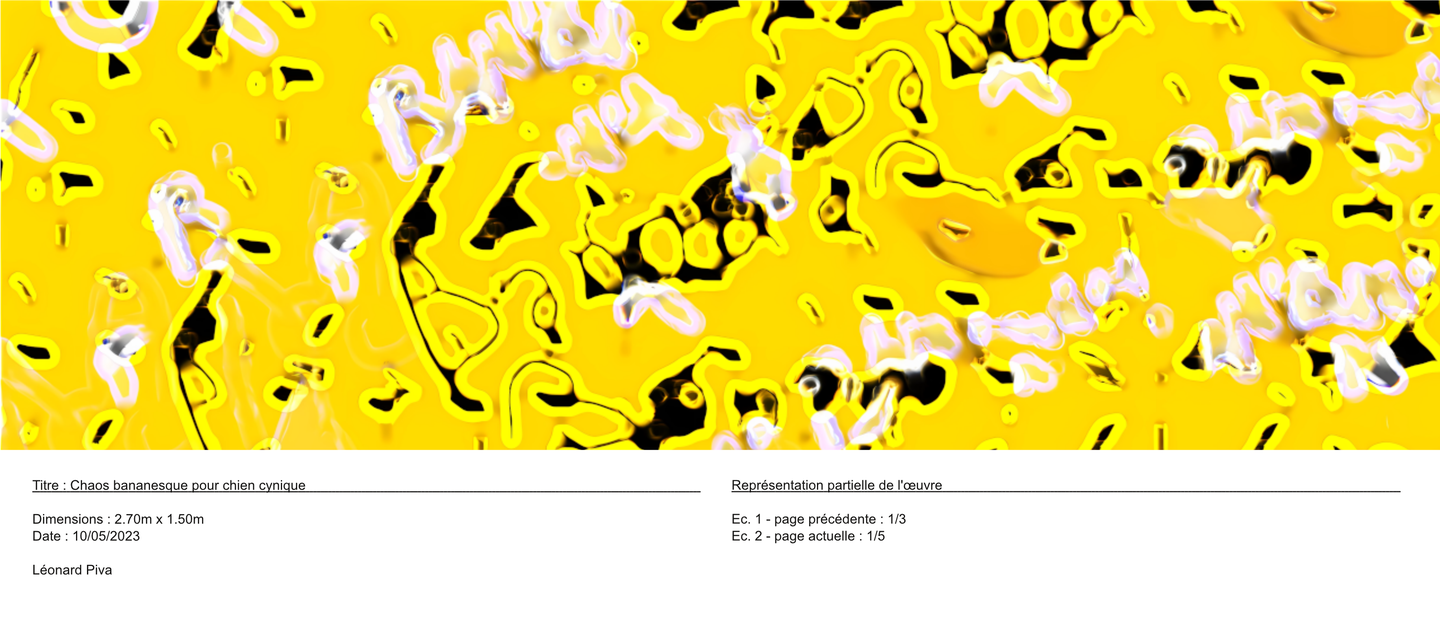 Titre : Chaos bananesque pour chien cynique
Dimensions : 2.70m x 1.50m
Date : 10/05/2023
Léonard Piva
Représentation partielle de l'œuvre
Ec. 1 - page précédente : 1/3
Ec. 2 - page actuelle : 1/5